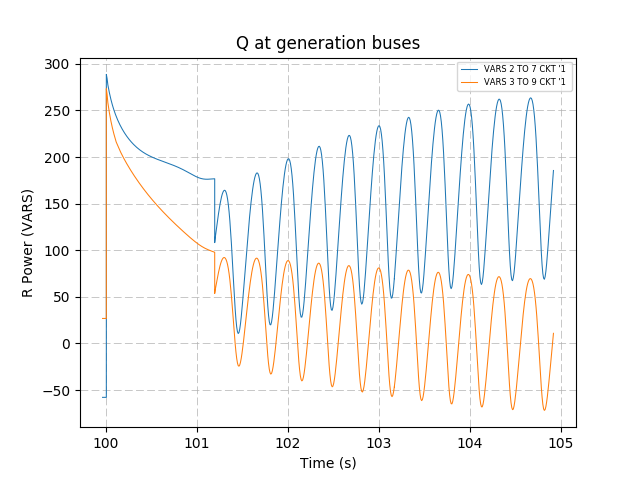 Q at generation buses
VARS 2 TO 7 CKT '1
VARS 3 TO 9 CKT '1
R Power (VARS)
300
250
200
150
100
50
0
−50
100 101 102 103 104 105
Time (s)